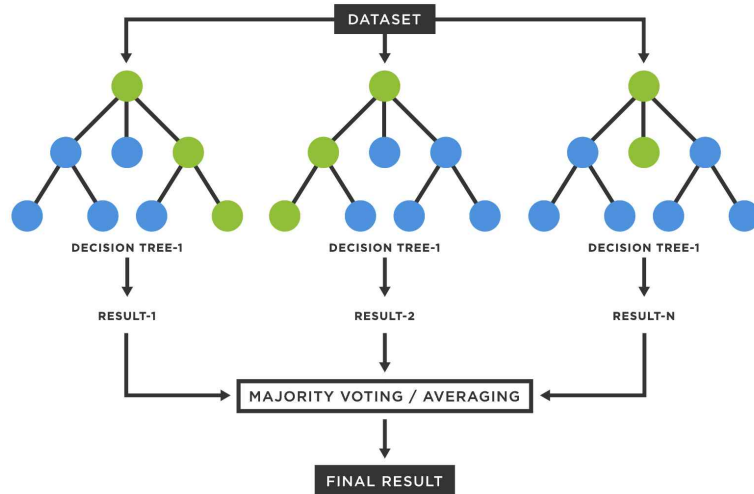 DATASET
DECISION TREE-1
DECISION TREE-1
DECISION TREE-1
RESULT-1
RESULT-2
RESULT-N
MAJORITY VOTING / AVERAGING
FINAL RESULT